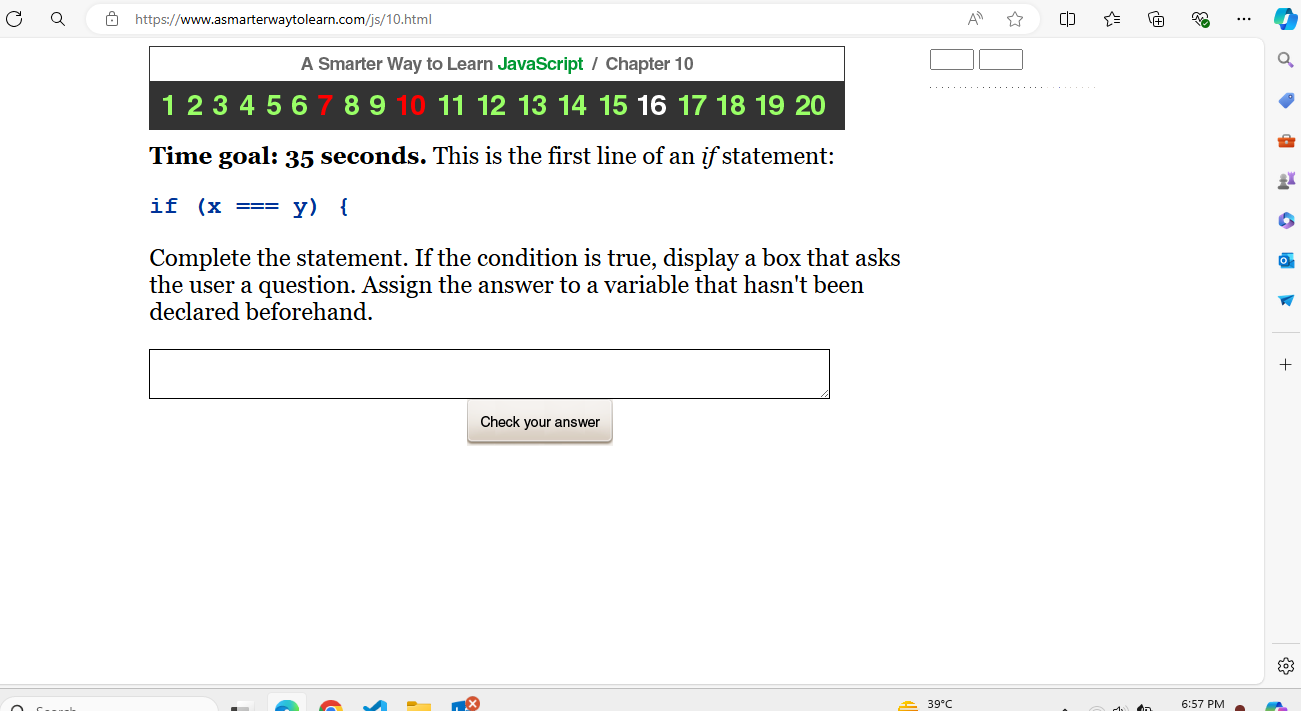 https://www.asmarterwaytolearn.com/js/10.html
A Smarter Way to Learn JavaScript / Chapter 10
1 2 3 4 5 6 7 8 9 10 11 12 13 14 15 16 17 18 19 20
Time goal: 35 seconds. This is the first line of an if statement:
if (x === y) {
Complete the statement. If the condition is true, display a box that asks
the user a question. Assign the answer to a variable that hasn't been
declared beforehand.
Check your answer
Search
39°C
6:57 PM